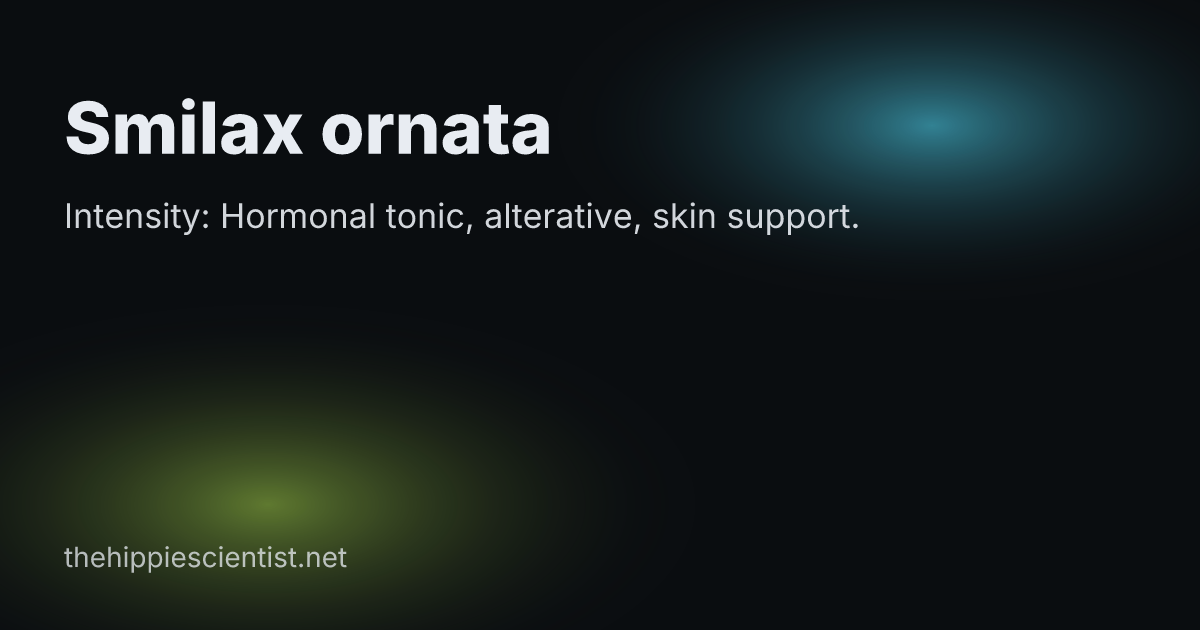 Smilax ornata
Intensity: Hormonal tonic, alterative, skin support.
thehippiescientist.net